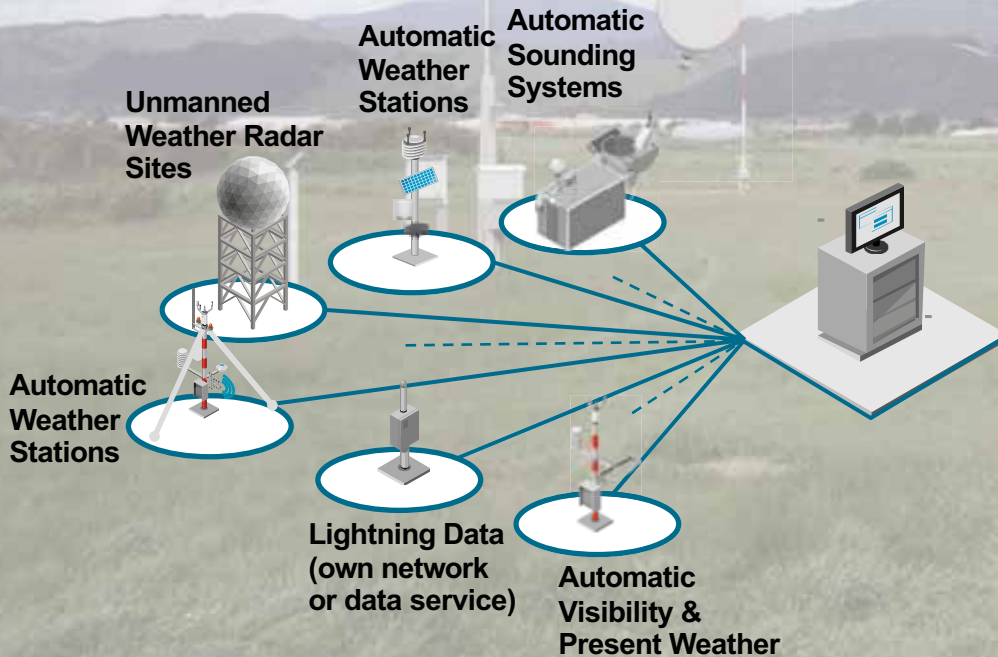 Automatic
Weather
Stations
Automatic
Sounding
Systems
Unmanned
Weather Radar
Sites
Automatic
Weather
Stations
Lightning Data
(own network
or data service)
Automatic
Visibility &
Present Weather